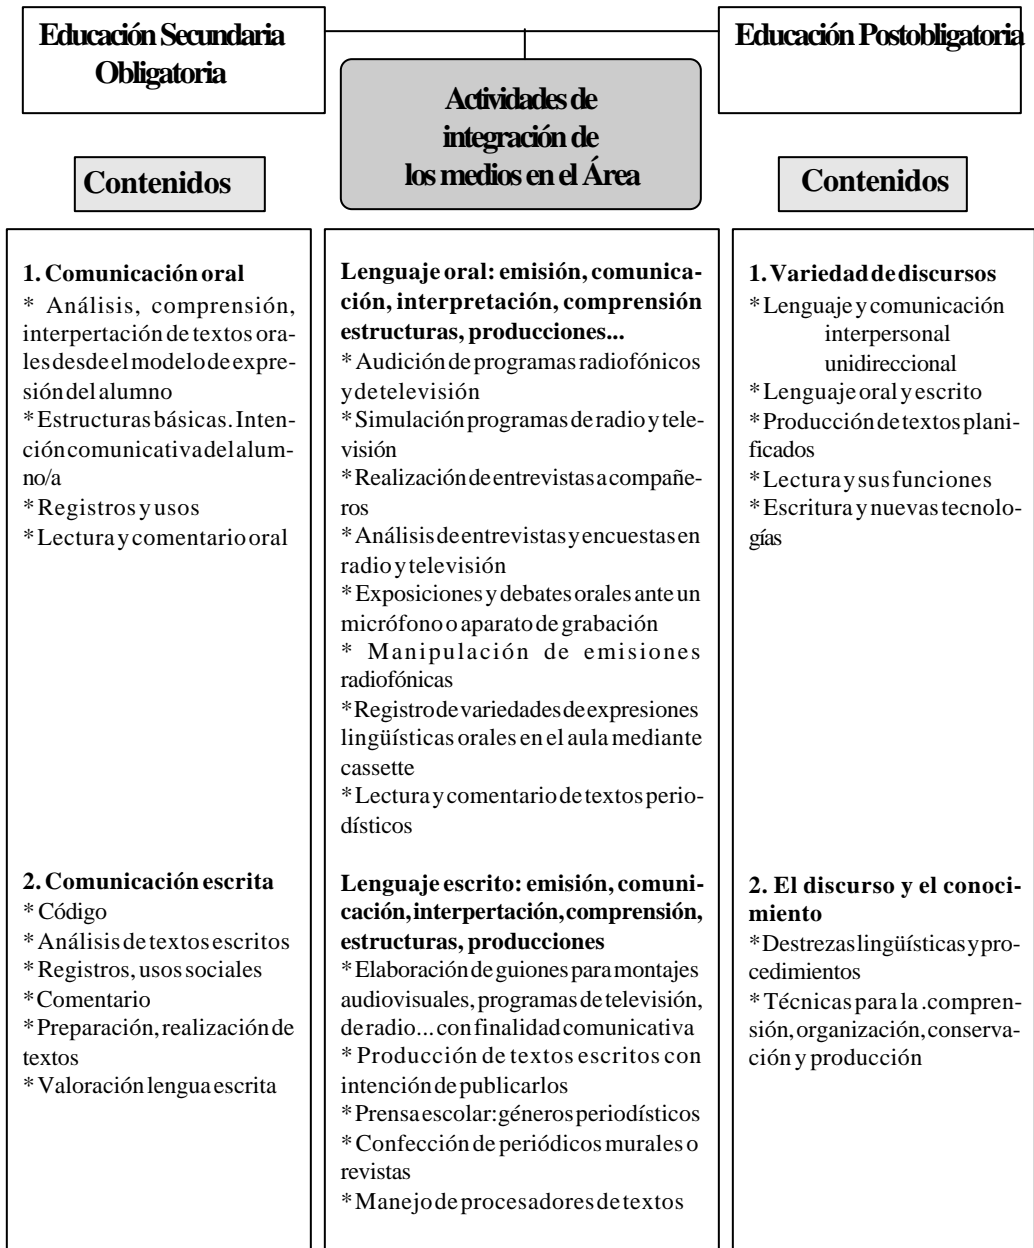 Educación Secundaria
Obligatoria
Actividades de
integración de
los medios en el Área
Educación Postobligatoria
Contenidos
Contenidos
1. Comunicación oral
* Análisis, comprensión,
interpertación de textos ora-
les desde el modelo de expre-
sión del alumno
* Estructuras básicas. Inten-
ción comunicativa del alum-
no/a
* Registros y usos
* Lectura y comentario oral
2. Comunicación escrita
* Código
* Análisis de textos escritos
* Registros, usos sociales
* Comentario
* Preparación, realización de
textos
* Valoración lengua escrita
Lenguaje oral: emisión, comunica-
ción, interpretación, comprensión
estructuras, producciones...
* Audición de programas radiofónicos
y de televisión
* Simulación programas de radio y tele-
visión
* Realización de entrevistas a compañe-
ros
* Análisis de entrevistas y encuestas en
radio y televisión
* Exposiciones y debates orales ante un
micrófono o aparato de grabación
* Manipulación de emisiones
radiofónicas
* Registro de variedades de expresiones
lingüísticas orales en el aula mediante
cassette
* Lectura y comentario de textos perio-
dísticos
Lenguaje escrito: emisión, comuni-
cación, interpertación, comprensión,
estructuras, producciones
* Elaboración de guiones para montajes
audiovisuales, programas de televisión,
de radio... con finalidad comunicativa
* Producción de textos escritos con
intención de publicarlos
* Prensa escolar: géneros periodísticos
* Confección de periódicos murales o
revistas
* Manejo de procesadores de textos
1. Variedad de discursos
* Lenguaje y comunicación
interpersonal
unidireccional
* Lenguaje oral y escrito
* Producción de textos plani-
ficados
* Lectura y sus funciones
* Escritura y nuevas tecnolo-
gías
2. El discurso y el conoci-
miento
* Destrezas lingüísticas y pro-
cedimientos
* Técnicas para la .compren-
sión, organización, conserva-
ción y producción